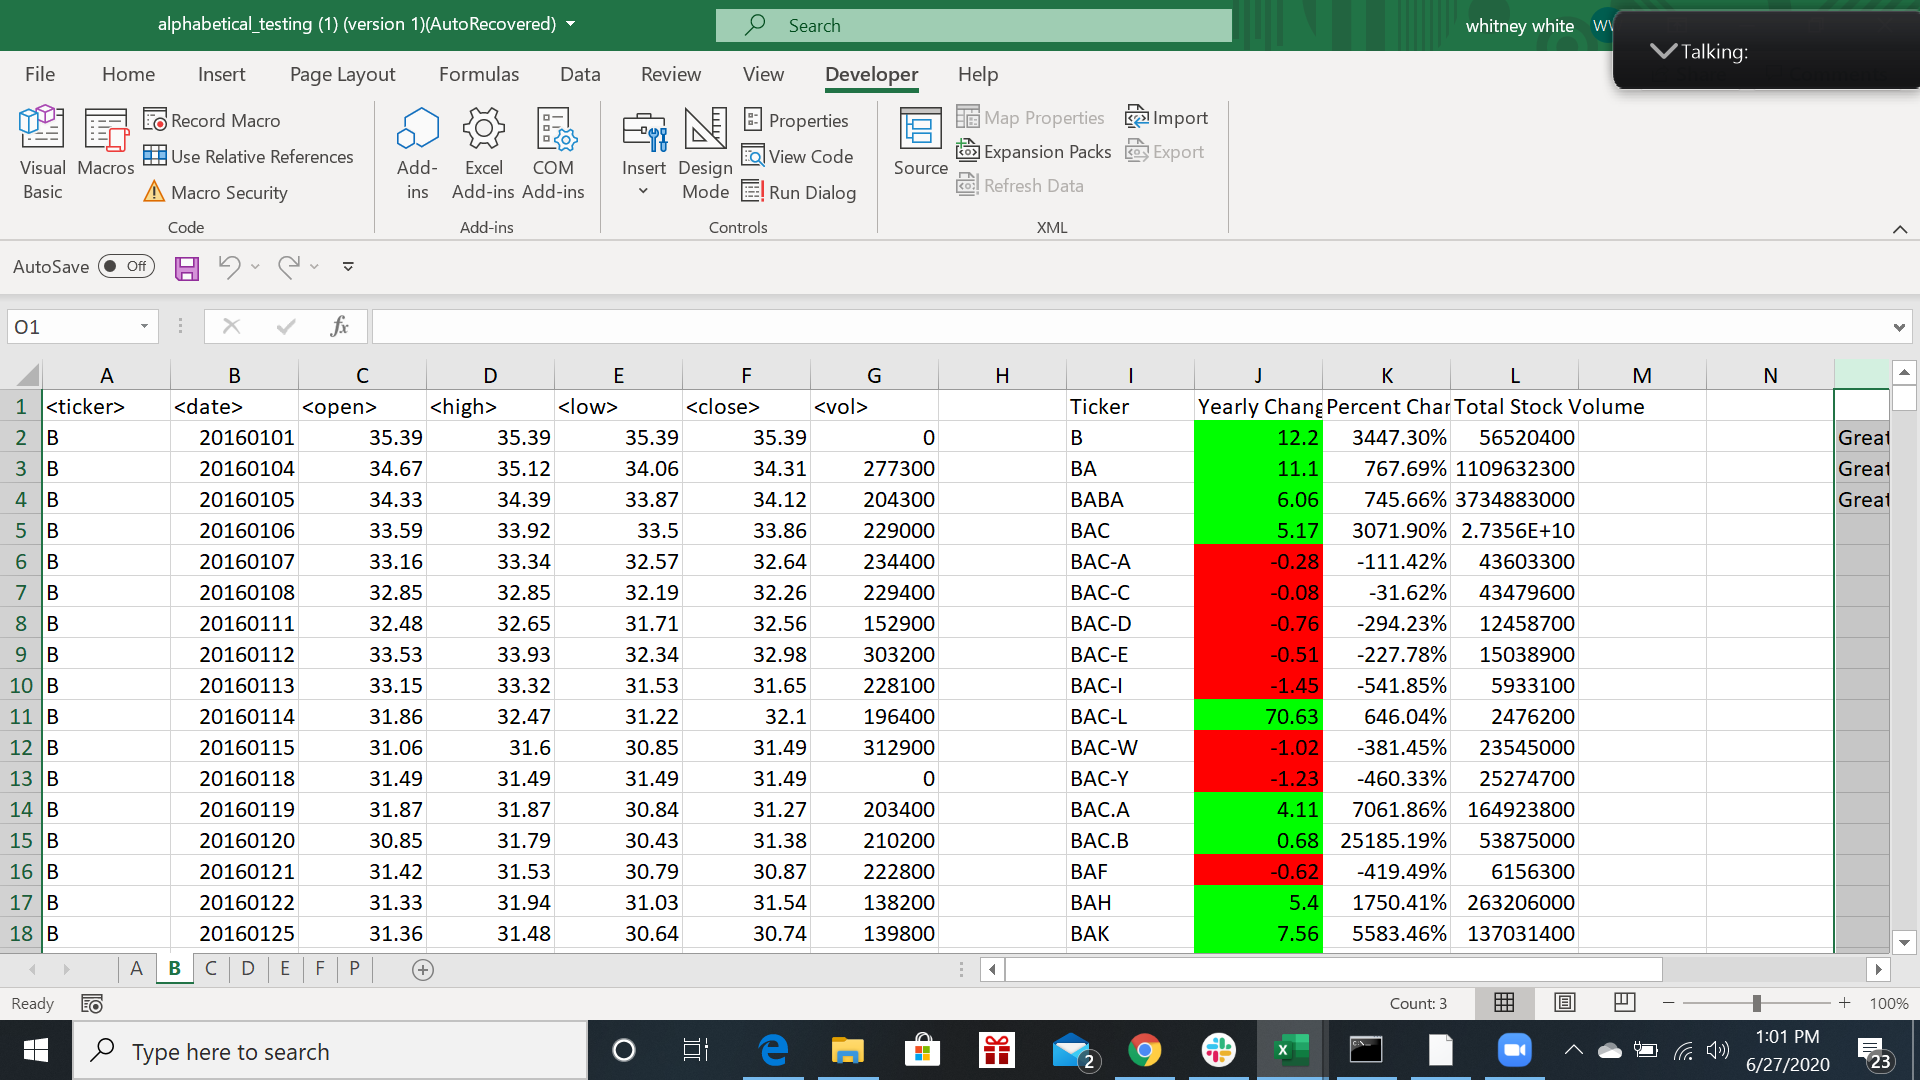 alphabetical_testing (1) (version 1)(AutoRecovered)
Search
whitney white
Talking:
File Home Insert Page Layout Formulas Data Review View Developer Help
Visual Basic
Macros
Record Macro
Use Relative References
Macro Security
Code
Add-ins
Excel Add-ins
COM Add-ins
Add-ins
Insert
Design Mode
Properties
View Code
Run Dialog
Controls
Source
Map Properties
Expansion Packs
Refresh Data
Import
Export
XML
AutoSave Off
O1
fx
A B C D E F G H I J K L M N
1 <ticker> <date> <open> <high> <low> <close> <vol> Ticker Yearly Chang Percent Char Total Stock Volume
2 B 20160101 35.39 35.39 35.39 35.39 0 B 12.2 3447.30% 56520400 Great
3 B 20160104 34.67 35.12 34.06 34.31 277300 BA 11.1 767.69% 1109632300 Great
4 B 20160105 34.33 34.39 33.87 34.12 204300 BABA 6.06 745.66% 3734883000 Great
5 B 20160106 33.59 33.92 33.5 33.86 229000 BAC 5.17 3071.90% 2.7356E+10
6 B 20160107 33.16 33.34 32.57 32.64 234400 BAC-A -0.28 -111.42% 43603300
7 B 20160108 32.85 32.85 32.19 32.26 229400 BAC-C -0.08 -31.62% 43479600
8 B 20160111 32.48 32.65 31.71 32.56 152900 BAC-D -0.76 -294.23% 12458700
9 B 20160112 33.53 33.93 32.34 32.98 303200 BAC-E -0.51 -227.78% 15038900
10 B 20160113 33.15 33.32 31.53 31.65 228100 BAC-I -1.45 -541.85% 5933100
11 B 20160114 31.86 32.47 31.22 32.1 196400 BAC-L 70.63 646.04% 2476200
12 B 20160115 31.06 31.6 30.85 31.49 312900 BAC-W -1.02 -381.45% 23545000
13 B 20160118 31.49 31.49 31.49 31.49 0 BAC-Y -1.23 -460.33% 25274700
14 B 20160119 31.87 31.87 30.84 31.27 203400 BAC.A 4.11 7061.86% 164923800
15 B 20160120 30.85 31.79 30.43 31.38 210200 BAC.B 0.68 25185.19% 53875000
16 B 20160121 31.42 31.53 30.79 30.87 222800 BAF -0.62 -419.49% 6156300
17 B 20160122 31.33 31.94 31.03 31.54 138200 BAH 5.4 1750.41% 263206000
18 B 20160125 31.36 31.48 30.64 30.74 139800 BAK 7.56 5583.46% 137031400
A B C D E F P
Ready
Count: 3
100%
Type here to search
2
1:01 PM
6/27/2020
23